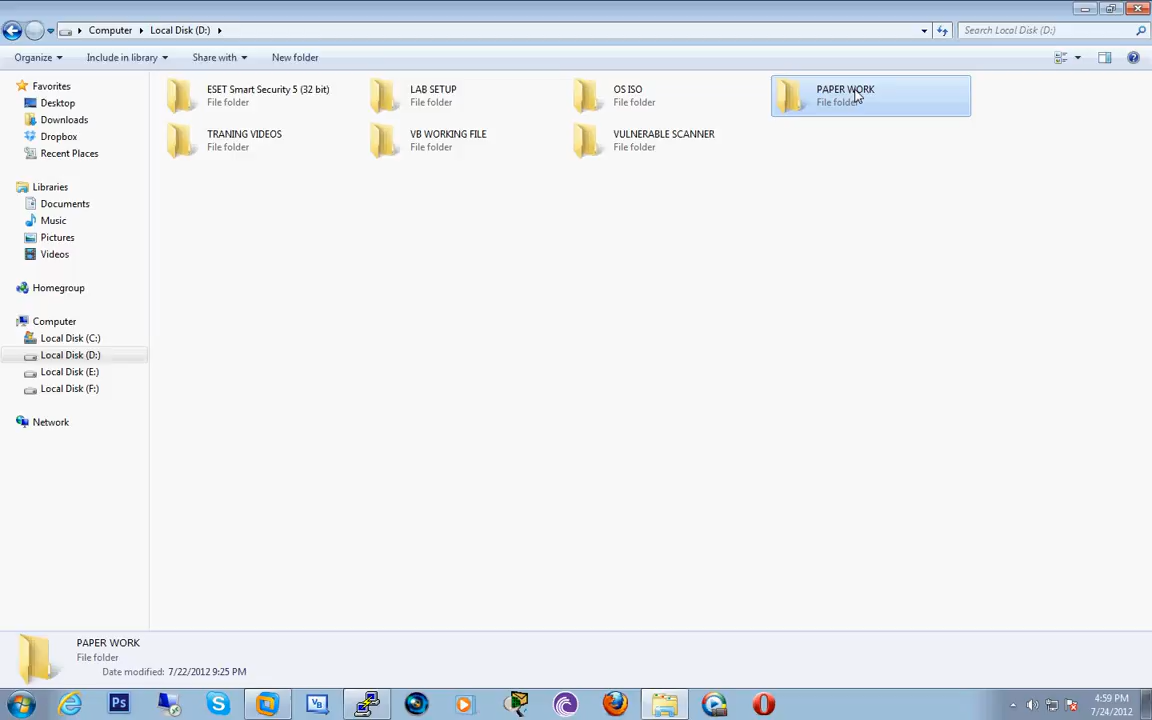 Computer
Local Disk (D:)
Search Local Disk (D:)
Organize
Include in library
Share with
New folder
Favorites
Desktop
Downloads
Dropbox
Recent Places
Libraries
Documents
Music
Pictures
Videos
Homegroup
Computer
Local Disk (C:)
Local Disk (D:)
Local Disk (E:)
Local Disk (F:)
Network
ESET Smart Security 5 (32 bit)
File folder
LAB SETUP
File folder
OS ISO
File folder
PAPER WORK
File folder
TRANING VIDEOS
File folder
VB WORKING FILE
File folder
VULNERABLE SCANNER
File folder
PAPER WORK
File folder
Date modified: 7/22/2012 9:25 PM
Ps
VB
4:59 PM
7/24/2012